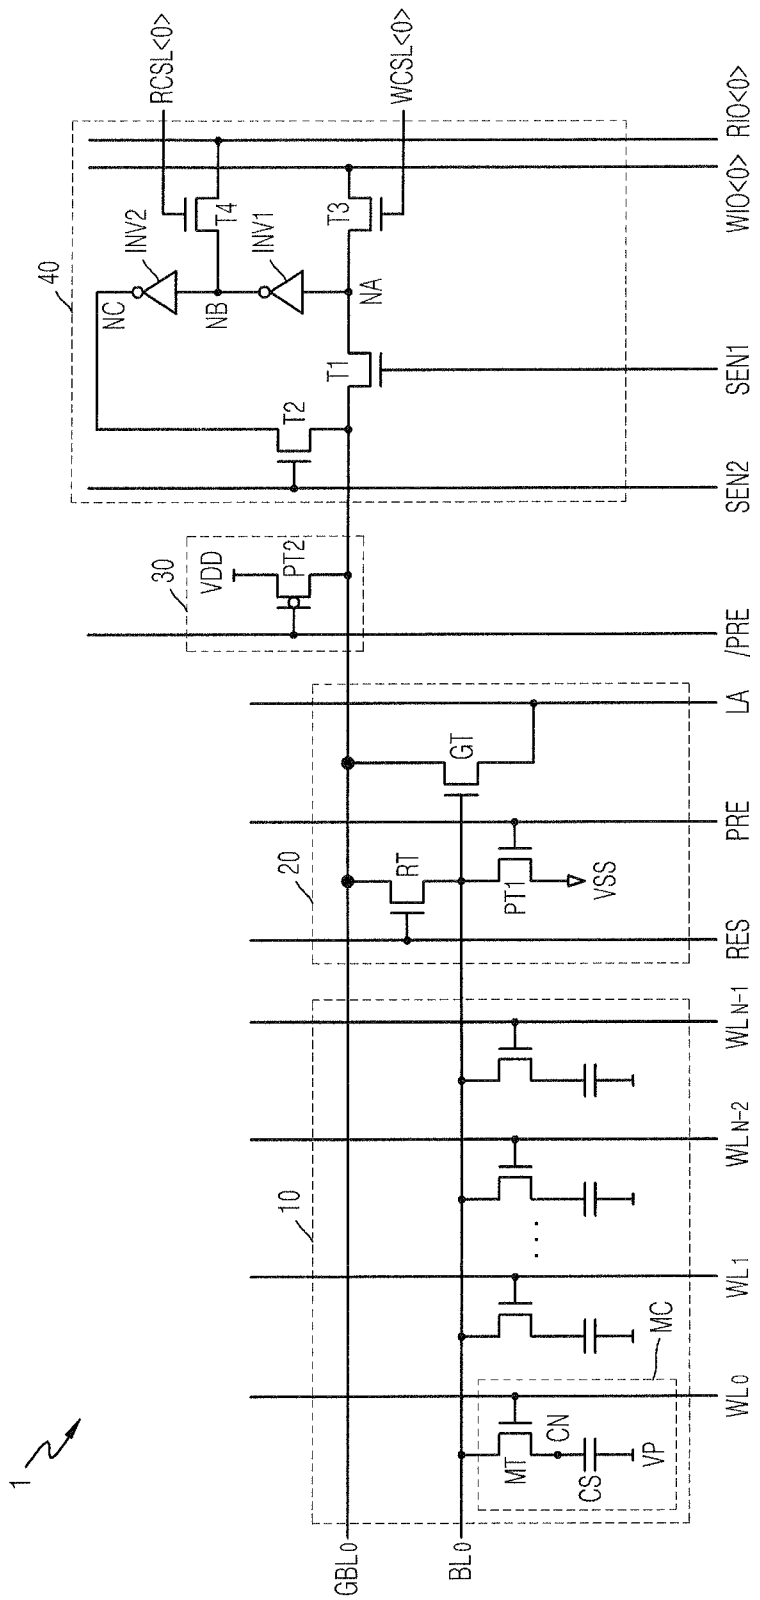 1
40
NC
INV2
RCSL<0>
NB
INV1
T4
NA
T3
WCSL<0>
T2
T1
30
VDD
PT2
20
RT
GT
PT1
VSS
10
MC
MT
CN
CS
VP
GBL0
BL0
WL0
WL1
. . .
WLN-2
WLN-1
RES
PRE
LA
/PRE
SEN2
SEN1
WIO<0>
RIO<0>